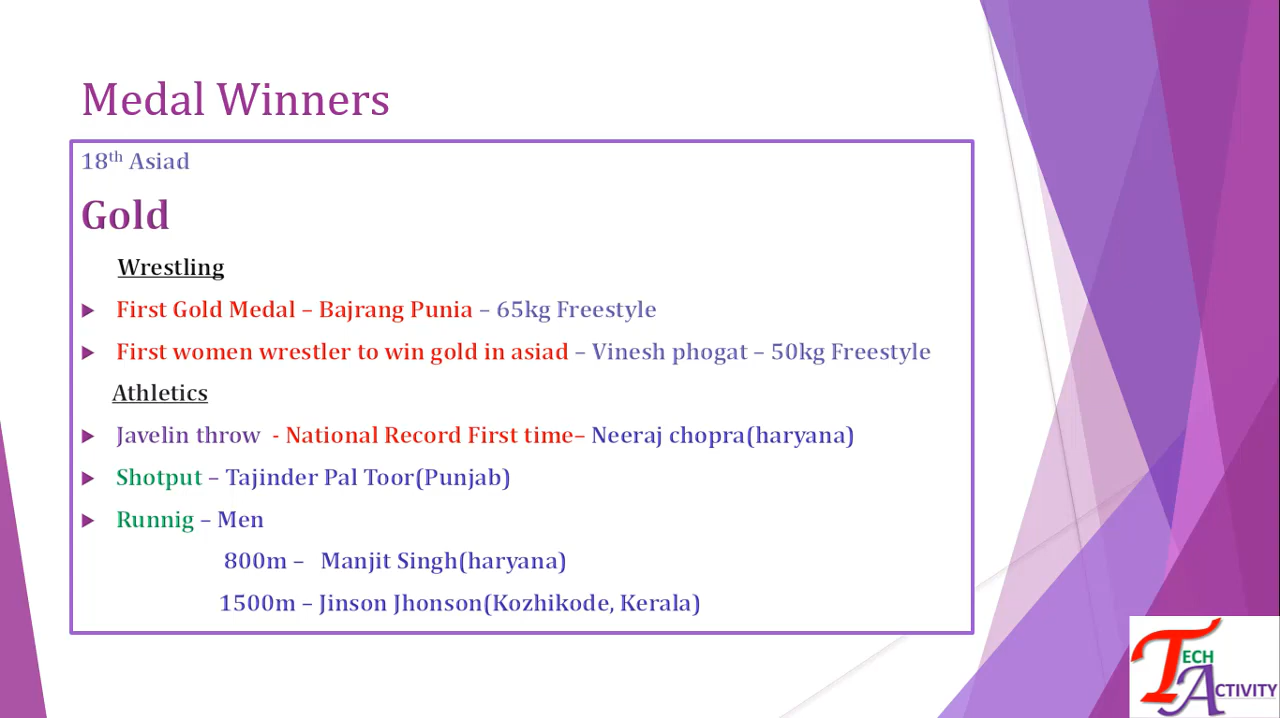 Medal Winners
18th Asiad
Gold
Wrestling
First Gold Medal – Bajrang Punia – 65kg Freestyle
First women wrestler to win gold in asiad – Vinesh phogat – 50kg Freestyle
Athletics
Javelin throw - National Record First time– Neeraj chopra(haryana)
Shotput – Tajinder Pal Toor(Punjab)
Runnig – Men
800m – Manjit Singh(haryana)
1500m – Jinson Jhonson(Kozhikode, Kerala)
TECH
ACTIVITY